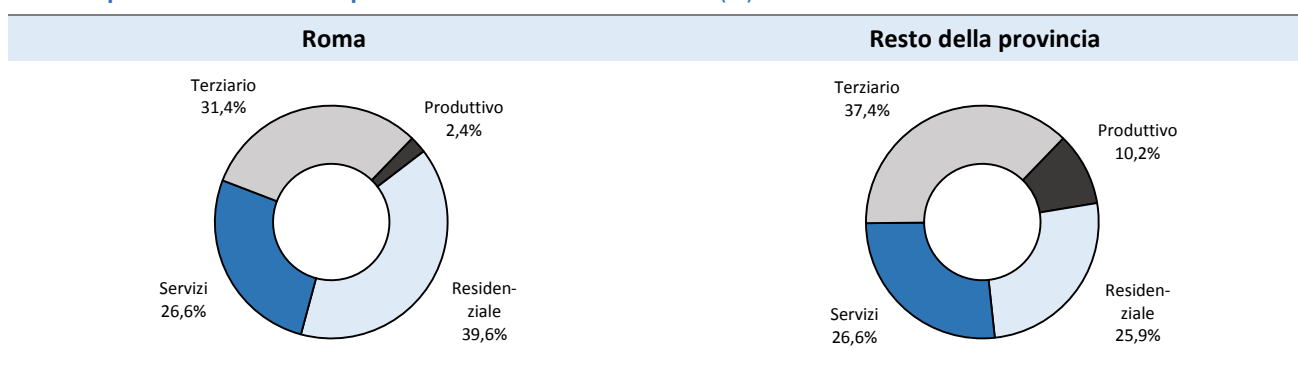 Roma
Terziario
31,4%
Produttivo
2,4%
Servizi
26,6%
Residen-
ziale
39,6%
Resto della provincia
Terziario
37,4%
Produttivo
10,2%
Servizi
26,6%
Residen-
ziale
25,9%